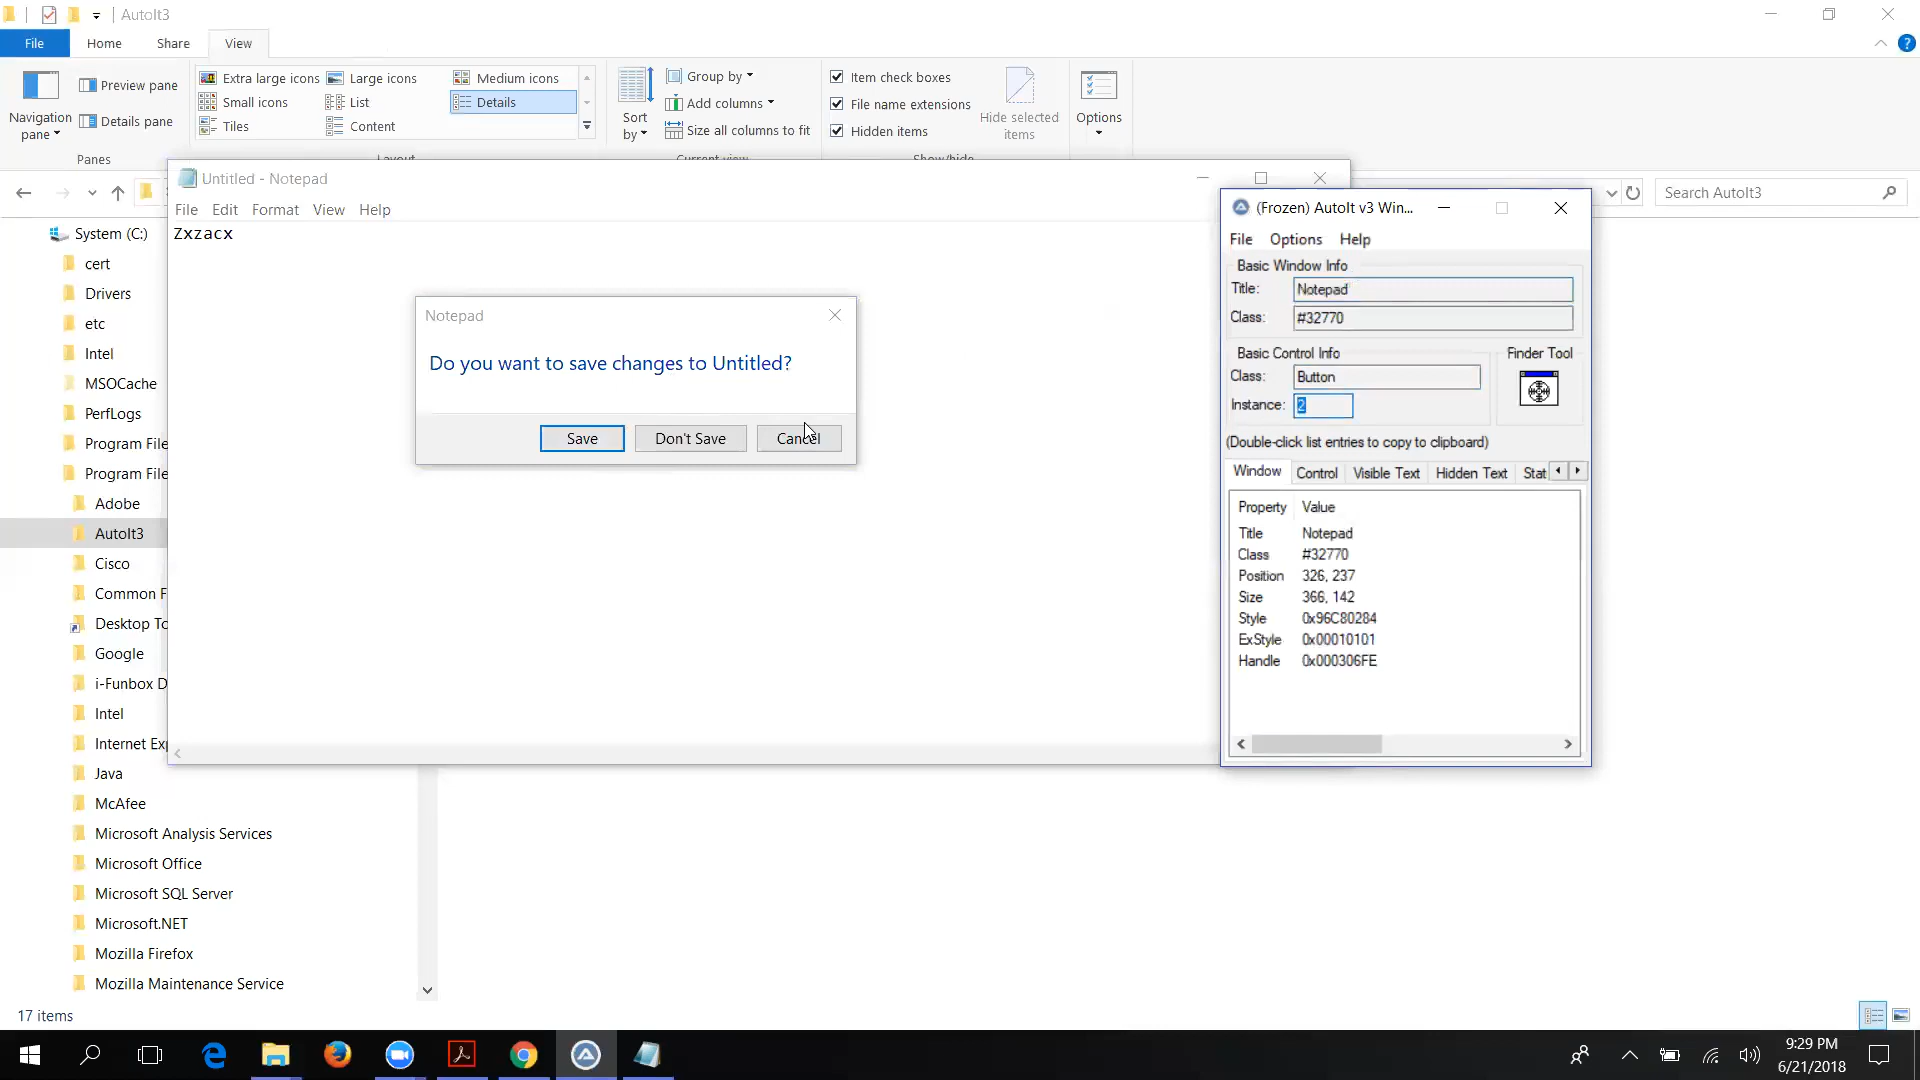 AutoIt3
File Home Share View
Navigation pane
Preview pane
Details pane
Panes
Extra large icons Large icons Medium icons
Small icons List Details
Tiles Content
Layout
Sort by
Group by
Add columns
Size all columns to fit
Current view
Item check boxes
File name extensions
Hidden items
Hide selected items
Show/hide
Options
Search AutoIt3
System (C:)
cert
Drivers
etc
Intel
MSOCache
PerfLogs
Program File
Program File
Adobe
AutoIt3
Cisco
Common F
Desktop To
Google
i-Funbox D
Intel
Internet Exp
Java
McAfee
Microsoft Analysis Services
Microsoft Office
Microsoft SQL Server
Microsoft.NET
Mozilla Firefox
Mozilla Maintenance Service
17 items
Untitled - Notepad
File Edit Format View Help
Zxzacx
Notepad
Do you want to save changes to Untitled?
Save Don't Save Cancel
(Frozen) AutoIt v3 Win...
File Options Help
Basic Window Info
Title: Notepad
Class: #32770
Basic Control Info
Class: Button
Instance: 2
Finder Tool
(Double-click list entries to copy to clipboard)
Window Control Visible Text Hidden Text Stat
Property Value
Title Notepad
Class #32770
Position 326, 237
Size 366, 142
Style 0x96C80284
ExStyle 0x00010101
Handle 0x000306FE
9:29 PM
6/21/2018